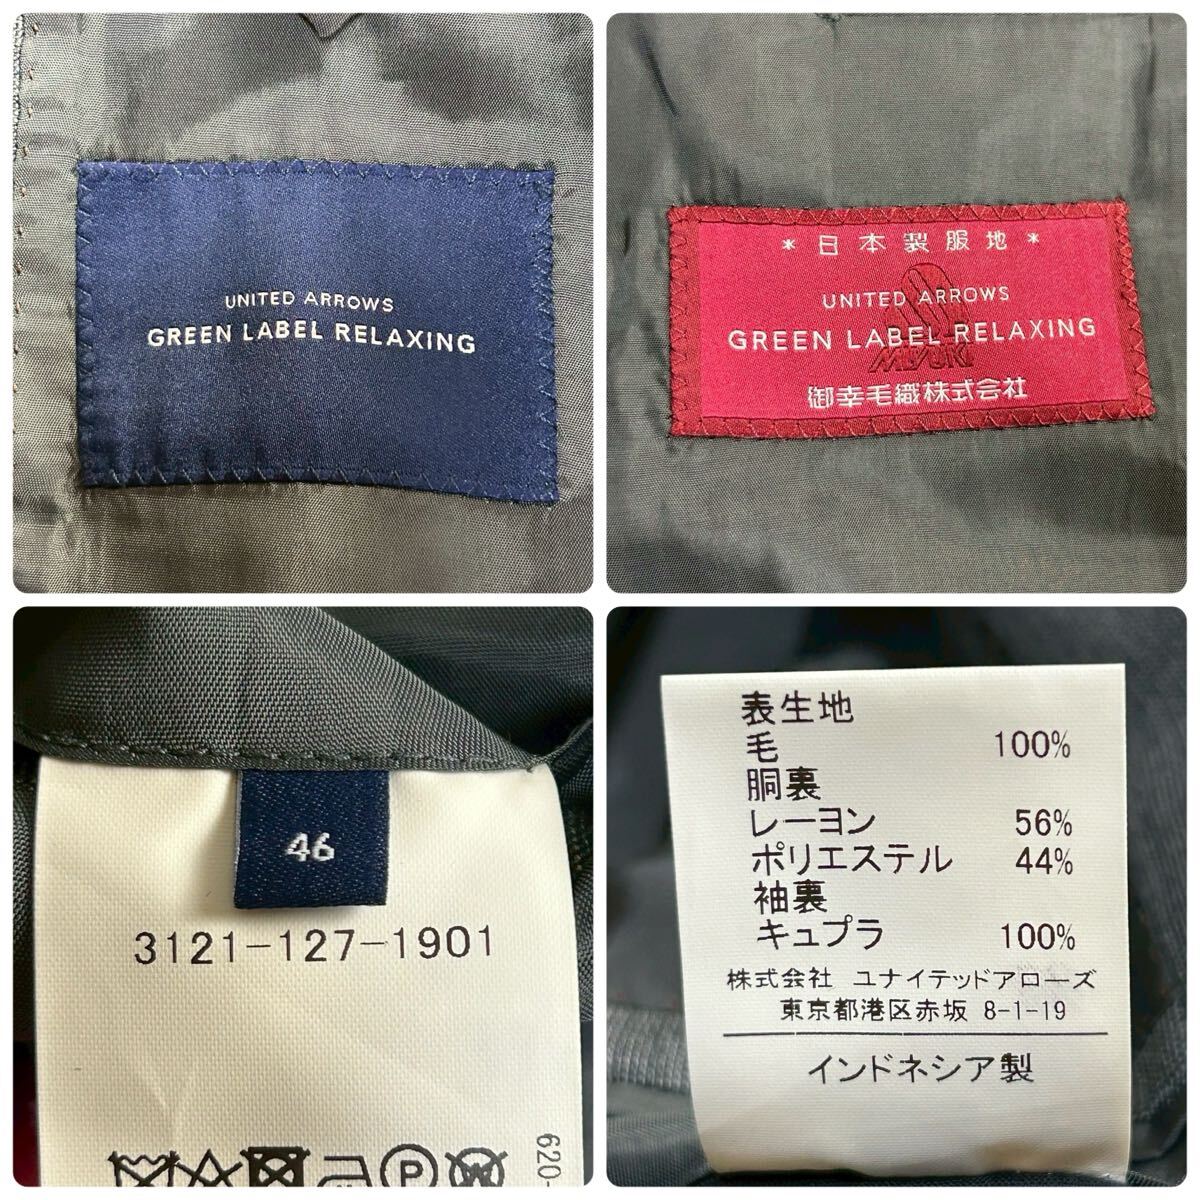 UNITED ARROWS
GREEN LABEL RELAXING
*日本製服地*
UNITED ARROWS
GREEN LABEL RELAXING
MIYUKI
御幸毛織株式会社
46
3121-127-1901
P
W
620-
表生地
毛 100%
胴裏
レーヨン 56%
ポリエステル 44%
袖裏
キュプラ 100%
株式会社 ユナイテッドアローズ
東京都港区赤坂 8-1-19
インドネシア製